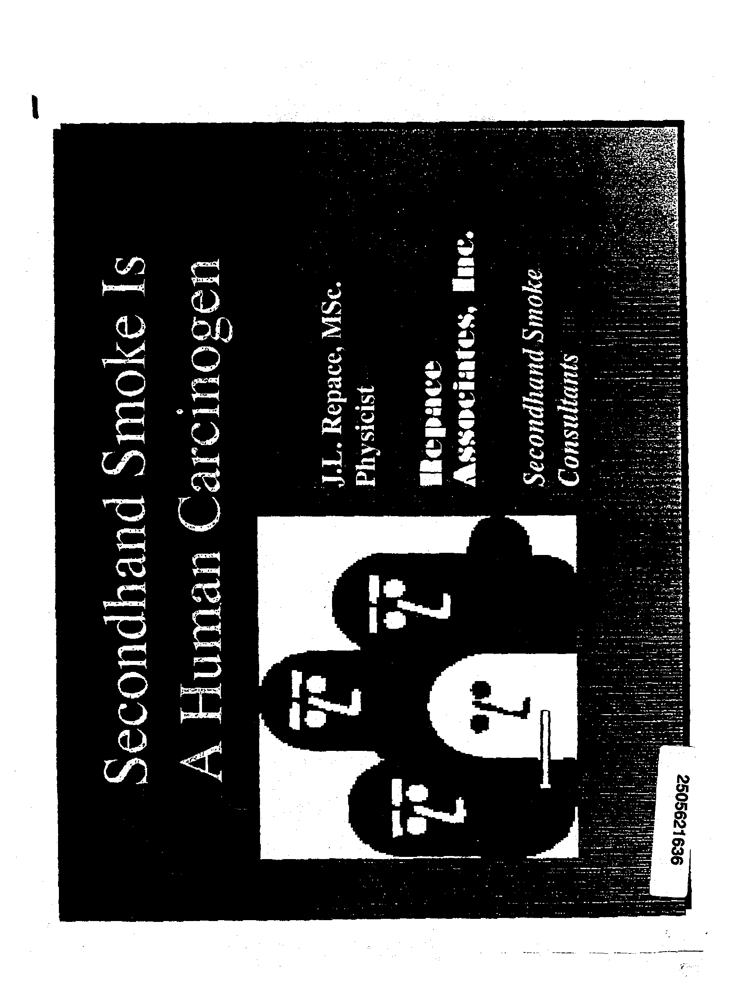 Secondhand Smoke Is
A Human Carcinogen
J.L. Repace, MSc.
Physicist
Repace
Associates, Inc.
Secondhand Smoke
Consultants
2505621636